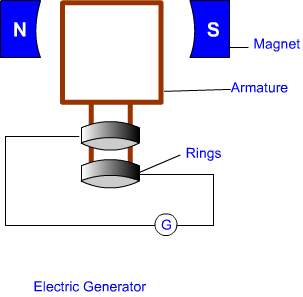 N
S
Magnet
Armature
Rings
G
Electric Generator